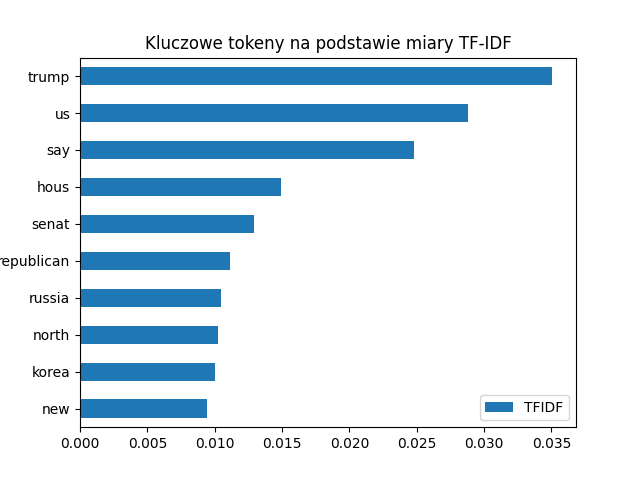 Kluczowe tokeny na podstawie miary TF-IDF
trump
us
say
hous
senat
republican
russia
north
korea
new
TFIDF
0.000 0.005 0.010 0.015 0.020 0.025 0.030 0.035